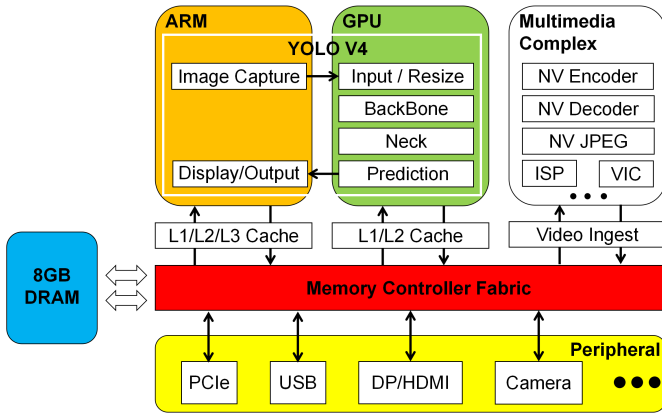 ARM
GPU
Multimedia
Complex
YOLO V4
Image Capture
Input / Resize
NV Encoder
BackBone
NV Decoder
Neck
NV JPEG
Display/Output
Prediction
ISP
VIC
L1/L2/L3 Cache
L1/L2 Cache
Video Ingest
8GB
DRAM
Memory Controller Fabric
Peripheral
PCIe
USB
DP/HDMI
Camera